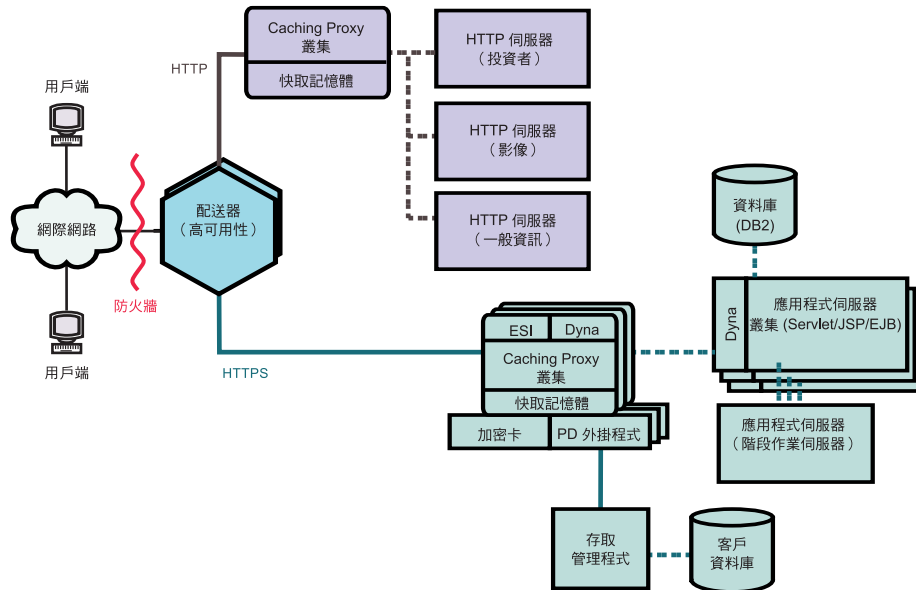 Caching Proxy
叢集
快取記憶體
HTTP
HTTP 伺服器
(投資者)
HTTP 伺服器
(影像)
HTTP 伺服器
(一般資訊)
用戶端
網際網路
用戶端
防火牆
配送器
(高可用性)
HTTPS
資料庫
(DB2)
Dyna
應用程式伺服器
叢集 (Servlet/JSP/EJB)
ESI
Dyna
Caching Proxy
叢集
快取記憶體
加密卡
PD 外掛程式
應用程式伺服器
(階段作業伺服器)
存取
管理程式
客戶
資料庫